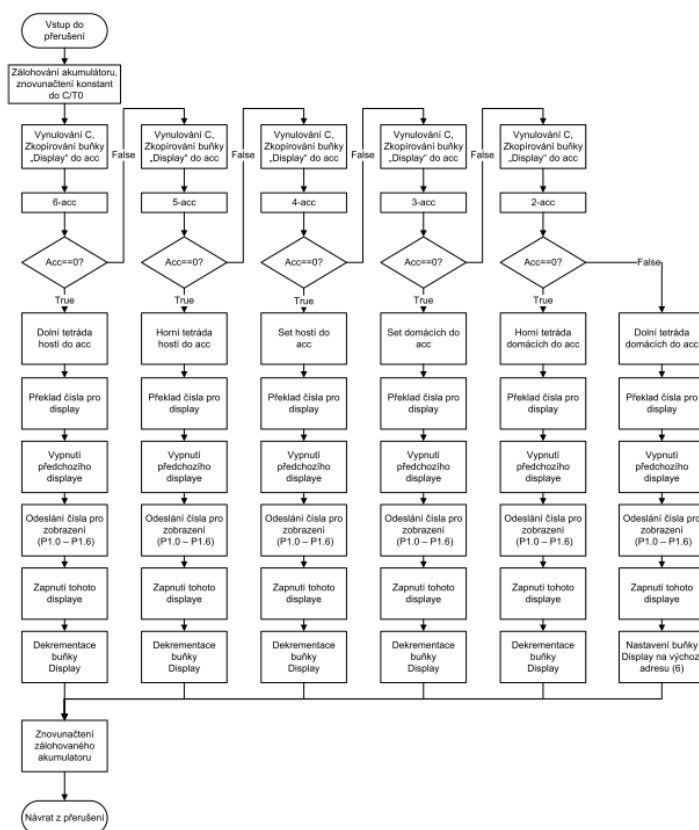 Vstup do
přerušení
Zálohování akumulátoru,
znovunačtení konstant
do C/T0
Vynulování C,
Zkopírování buňky
„Display“ do acc
False
Vynulování C,
Zkopírování buňky
„Display“ do acc
False
Vynulování C,
Zkopírování buňky
„Display“ do acc
False
Vynulování C,
Zkopírování buňky
„Display“ do acc
False
Vynulování C,
Zkopírování buňky
„Display“ do acc
6-acc
5-acc
4-acc
3-acc
2-acc
Acc==0?
Acc==0?
Acc==0?
Acc==0?
Acc==0?
False
True
True
True
True
True
Dolní tetráda
hostí do acc
Horní tetráda
hostí do acc
Set hostí do
acc
Set domácích do
acc
Horní tetráda
domácích do acc
Dolní tetráda
domácích do acc
Překlad čísla pro
display
Překlad čísla pro
display
Překlad čísla pro
display
Překlad čísla pro
display
Překlad čísla pro
display
Překlad čísla pro
display
Vypnutí
předchozího
displaye
Vypnutí
předchozího
displaye
Vypnutí
předchozího
displaye
Vypnutí
předchozího
displaye
Vypnutí
předchozího
displaye
Vypnutí
předchozího
displaye
Odeslání čísla pro
zobrazení
(P1.0 – P1.6)
Odeslání čísla pro
zobrazení
(P1.0 – P1.6)
Odeslání čísla pro
zobrazení
(P1.0 – P1.6)
Odeslání čísla pro
zobrazení
(P1.0 – P1.6)
Odeslání čísla pro
zobrazení
(P1.0 – P1.6)
Odeslání čísla pro
zobrazení
(P1.0 – P1.6)
Zapnutí tohoto
displaye
Zapnutí tohoto
displaye
Zapnutí tohoto
displaye
Zapnutí tohoto
displaye
Zapnutí tohoto
displaye
Zapnutí tohoto
displaye
Dekrementace
buňky
Display
Dekrementace
buňky
Display
Dekrementace
buňky
Display
Dekrementace
buňky
Display
Dekrementace
buňky
Display
Nastavení buňky
Display na výchoz
adresu (6)
Znovunačtení
zálohovaného
akumulatoru
Návrat z přerušení